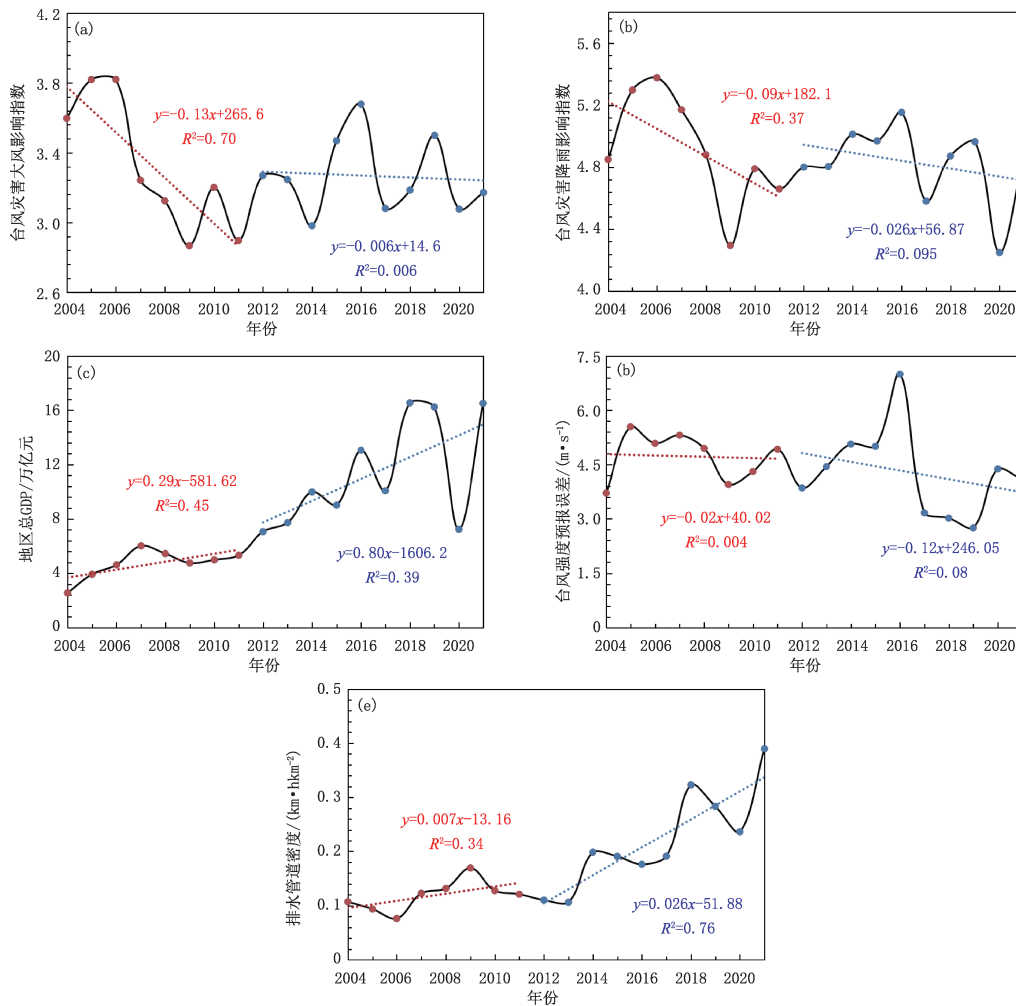 (a)
4.2
3.8
3.4
3.0
2.6
台风灾害大风影响指数
y=−0.13x+265.6
R²=0.70
y=−0.006x+14.6
R²=0.006
2004 2006 2008 2010 2012 2014 2016 2018 2020
年份
(b)
5.6
5.2
4.8
4.4
4.0
台风灾害降雨影响指数
y=−0.09x+182.1
R²=0.37
y=−0.026x+56.87
R²=0.095
2004 2006 2008 2010 2012 2014 2016 2018 2020
年份
(c)
20
16
12
8
4
0
地区总GDP/万亿元
y=0.29x−581.62
R²=0.45
y=0.80x−1606.2
R²=0.39
2004 2006 2008 2010 2012 2014 2016 2018 2020
年份
(b)
7.5
6.0
4.5
3.0
1.5
0
台风强度预报误差/(m•s⁻¹)
y=−0.02x+40.02
R²=0.004
y=−0.12x+246.05
R²=0.08
2004 2006 2008 2010 2012 2014 2016 2018 2020
年份
(e)
0.5
0.4
0.3
0.2
0.1
0
排水管道密度/(km•hkm⁻²)
y=0.007x−13.16
R²=0.34
y=0.026x−51.88
R²=0.76
2004 2006 2008 2010 2012 2014 2016 2018 2020
年份